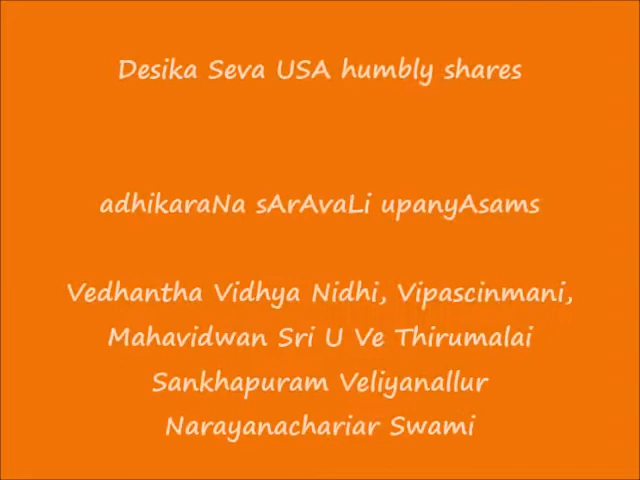 Desika Seva USA humbly shares
adhikaraNa sArAvaLi upanyAsams
Vedhantha Vidhya Nidhi, Vipascinmani,
Mahavidwan Sri U Ve Thirumalai
Sankhapuram Veliyanallur
Narayanachariar Swami